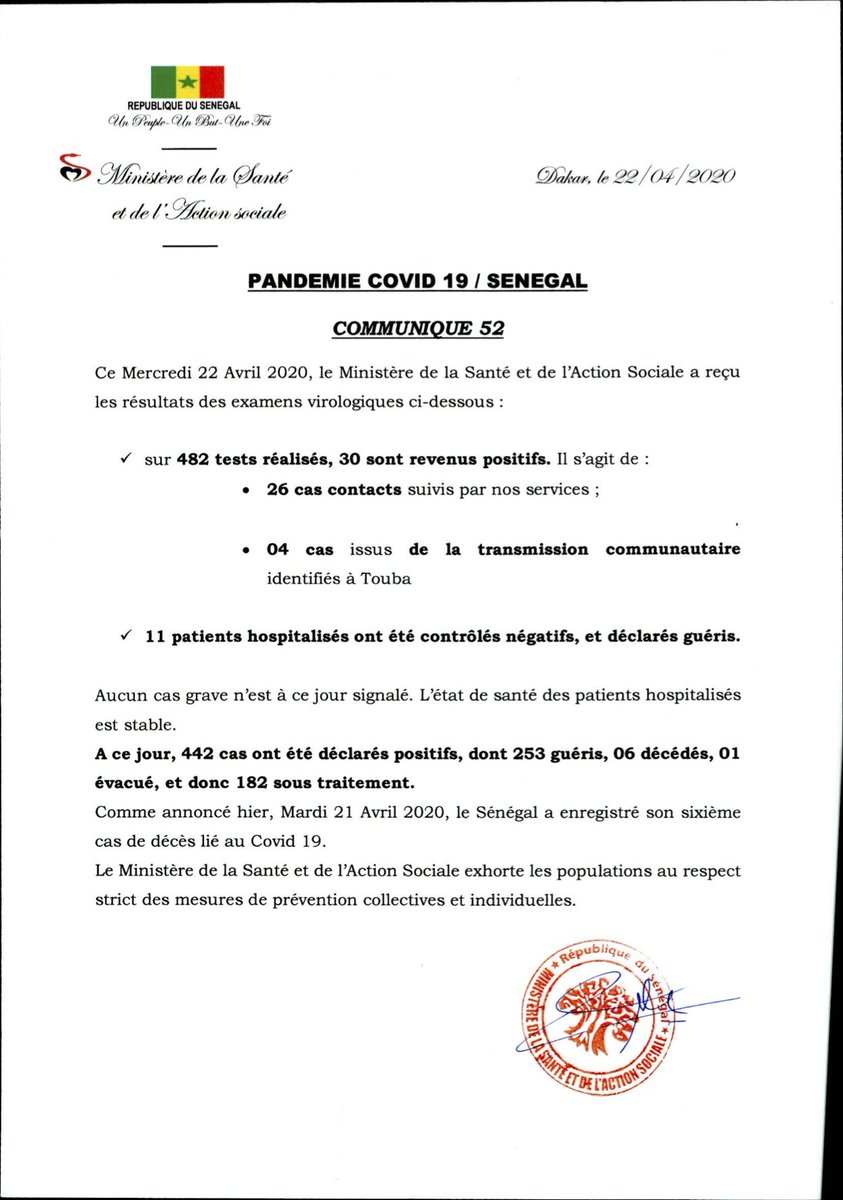 REPUBLIQUE DU SENEGAL
Un Peuple - Un But - Une Foi
Ministère de la Santé
et de l'Action sociale
Dakar, le 22/04/2020
PANDEMIE COVID 19 / SENEGAL
COMMUNIQUE 52
Ce Mercredi 22 Avril 2020, le Ministère de la Santé et de l'Action Sociale a reçu
les résultats des examens virologiques ci-dessous :
✓ sur 482 tests réalisés, 30 sont revenus positifs. Il s'agit de :
• 26 cas contacts suivis par nos services ;
• 04 cas issus de la transmission communautaire
identifiés à Touba
✓ 11 patients hospitalisés ont été contrôlés négatifs, et déclarés guéris.
Aucun cas grave n'est à ce jour signalé. L'état de santé des patients hospitalisés
est stable.
A ce jour, 442 cas ont été déclarés positifs, dont 253 guéris, 06 décédés, 01
évacué, et donc 182 sous traitement.
Comme annoncé hier, Mardi 21 Avril 2020, le Sénégal a enregistré son sixième
cas de décès lié au Covid 19.
Le Ministère de la Santé et de l'Action Sociale exhorte les populations au respect
strict des mesures de prévention collectives et individuelles.
★ République du Sénégal ★
MINISTÈRE DE LA SANTÉ ET DE L'ACTION SOCIALE